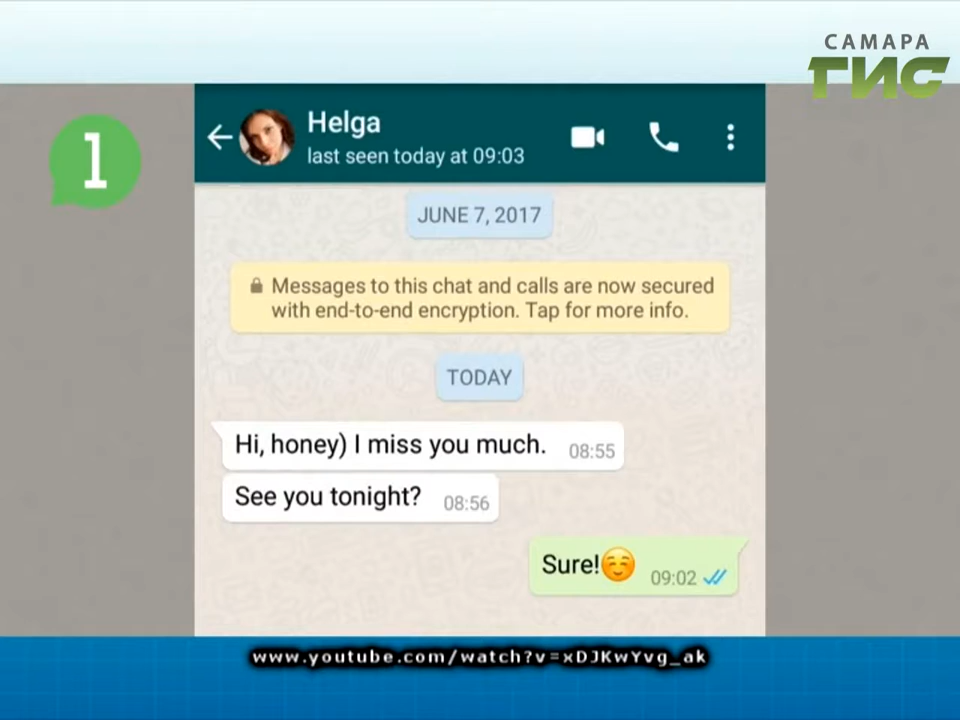 САМАРА
ГИС
1
Helga
last seen today at 09:03
JUNE 7, 2017
Messages to this chat and calls are now secured
with end-to-end encryption. Tap for more info.
TODAY
Hi, honey) I miss you much. 08:55
See you tonight? 08:56
Sure!☺️ 09:02
www.youtube.com/watch?v=xDJKwYvg_ak